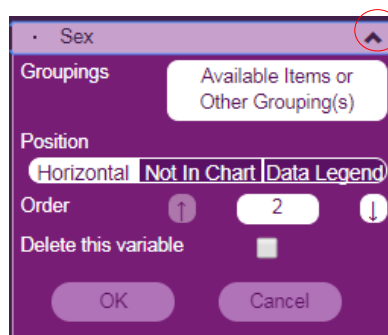 · Sex
Groupings
Available Items or
Other Grouping(s)
Position
Horizontal Not In Chart Data Legend
Order ↑ 2 ↓
Delete this variable
OK Cancel